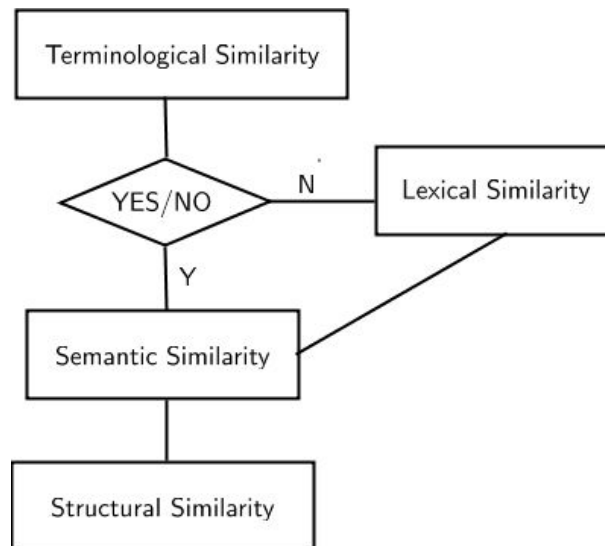 Terminological Similarity
YES/NO
N
Lexical Similarity
Y
Semantic Similarity
Structural Similarity